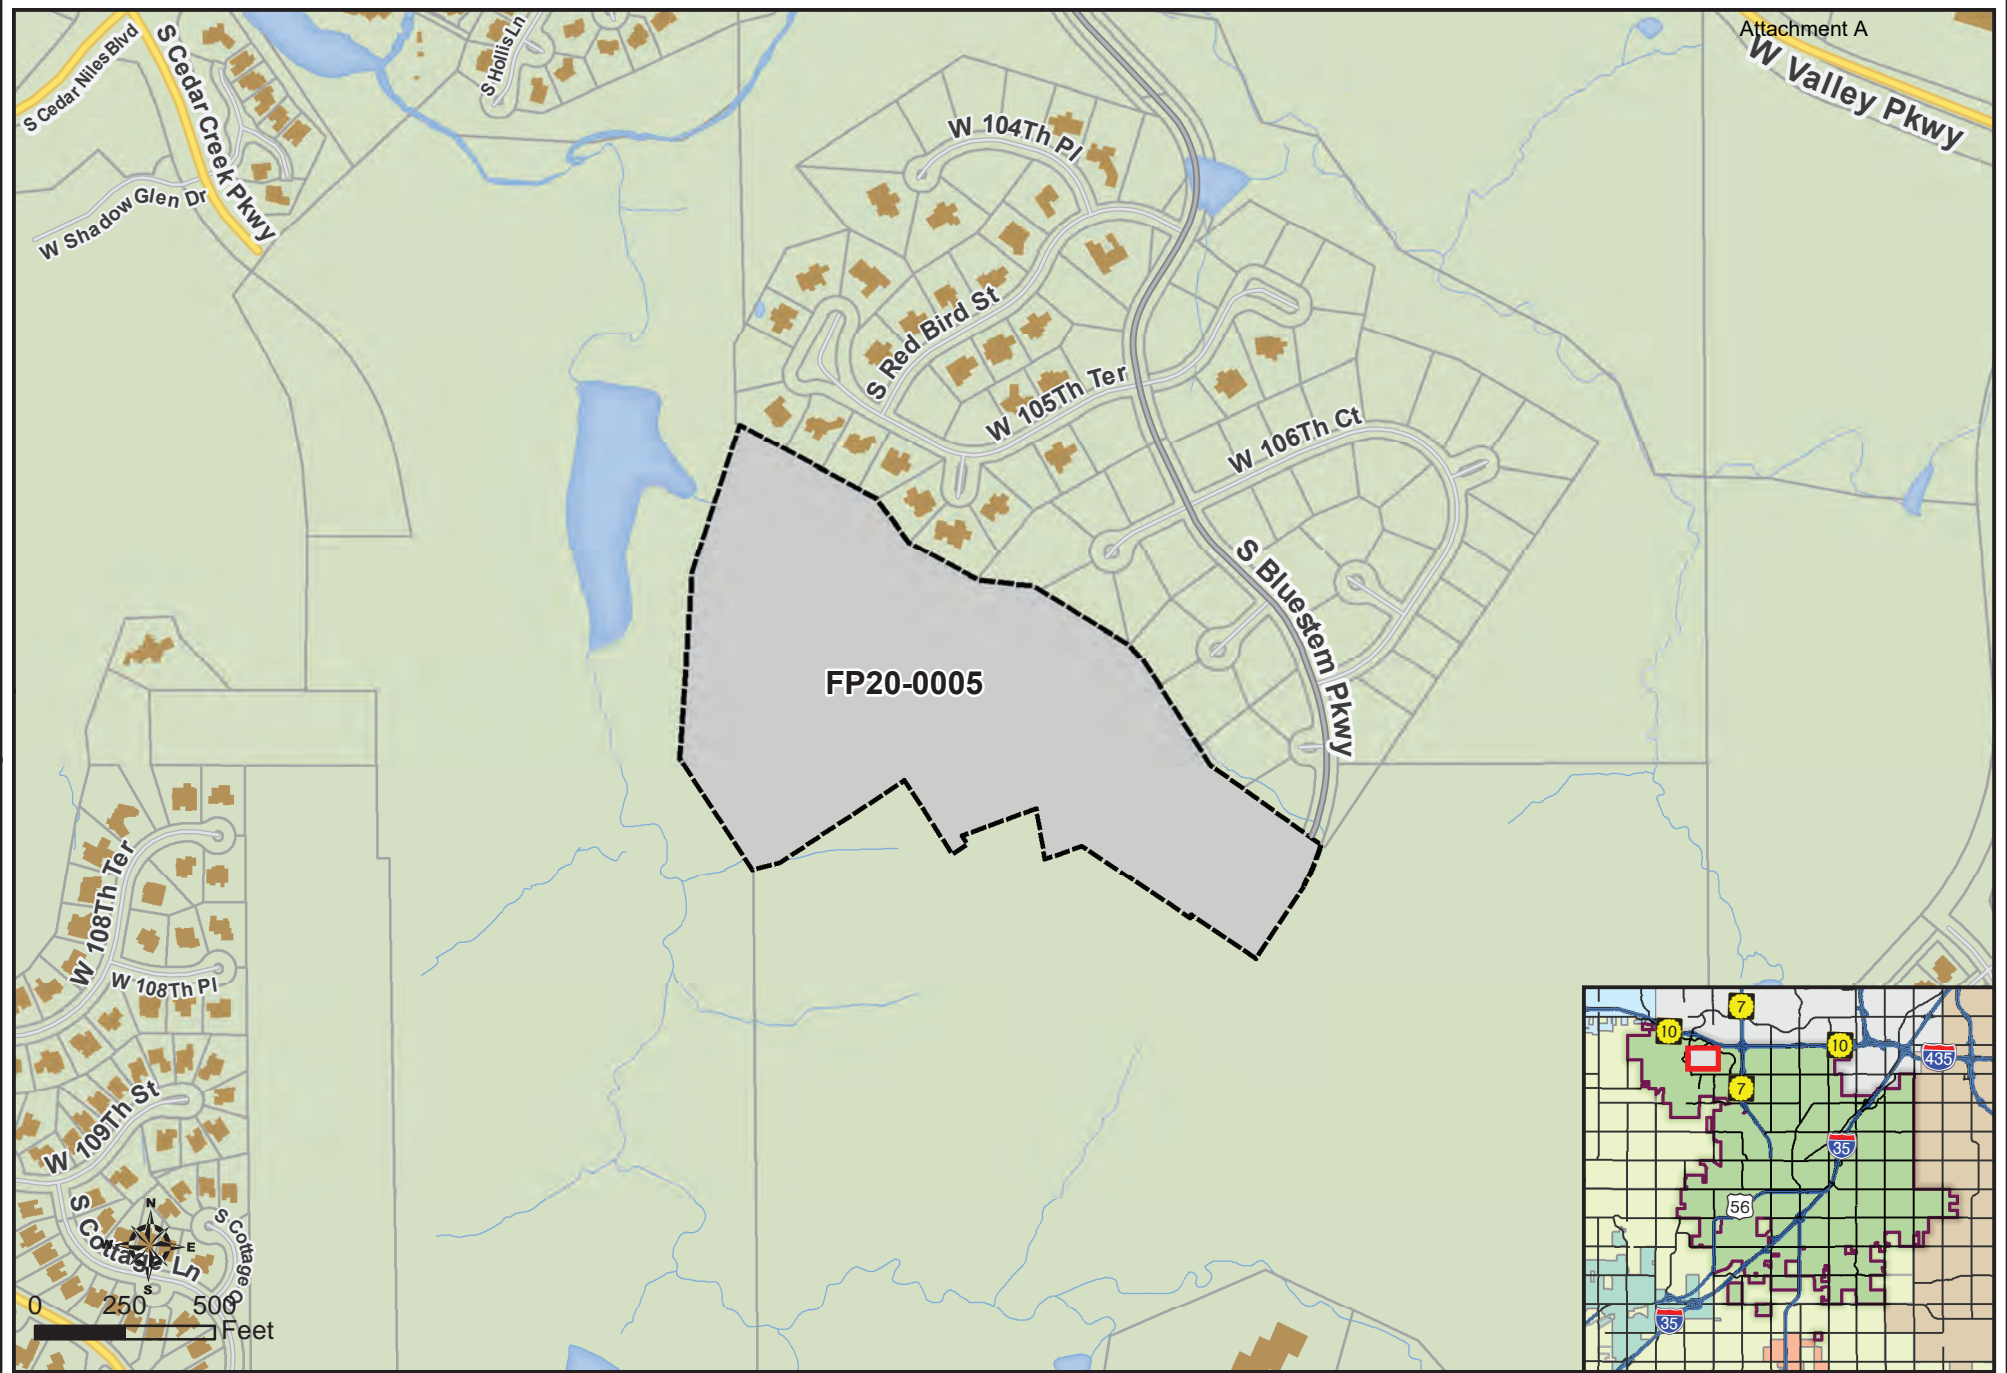 Attachment A
S Cedar Niles Blvd
S Cedar Creek Pkwy
S Hollis Ln
W Valley Pkwy
W Shadow Glen Dr
W 104Th Pl
S Red Bird St
W 105Th Ter
W 106Th Ct
S Bluestem Pkwy
FP20-0005
W 108Th Ter
W 108Th Pl
W 109Th St
S Cottage Ln
S Cottage Ct
N
E
S
0 250 500
Feet
7
10
10
435
7
35
56
35